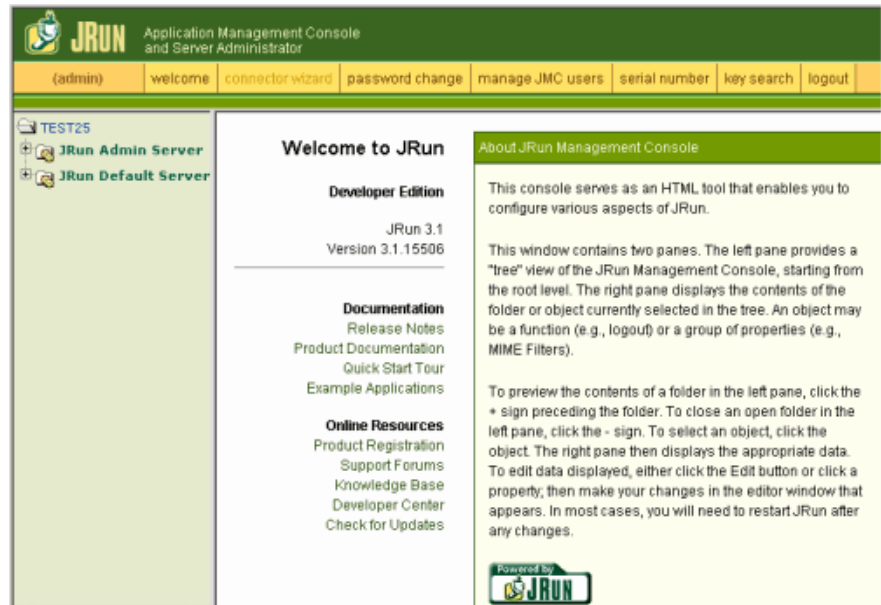 JRUN
Application Management Console
and Server Administrator
(admin) welcome connector wizard password change manage JMC users serial number key search logout
TEST25
JRun Admin Server
JRun Default Server
Welcome to JRun
Developer Edition
JRun 3.1
Version 3.1.15506
Documentation
Release Notes
Product Documentation
Quick Start Tour
Example Applications
Online Resources
Product Registration
Support Forums
Knowledge Base
Developer Center
Check for Updates
About JRun Management Console
This console serves as an HTML tool that enables you to
configure various aspects of JRun.
This window contains two panes. The left pane provides a
"tree" view of the JRun Management Console, starting from
the root level. The right pane displays the contents of the
folder or object currently selected in the tree. An object may
be a function (e.g., logout) or a group of properties (e.g.,
MIME Filters).
To preview the contents of a folder in the left pane, click the
+ sign preceding the folder. To close an open folder in the
left pane, click the - sign. To select an object, click the
object. The right pane then displays the appropriate data.
To edit data displayed, either click the Edit button or click a
property; then make your changes in the editor window that
appears. In most cases, you will need to restart JRun after
any changes.
Powered by
JRUN